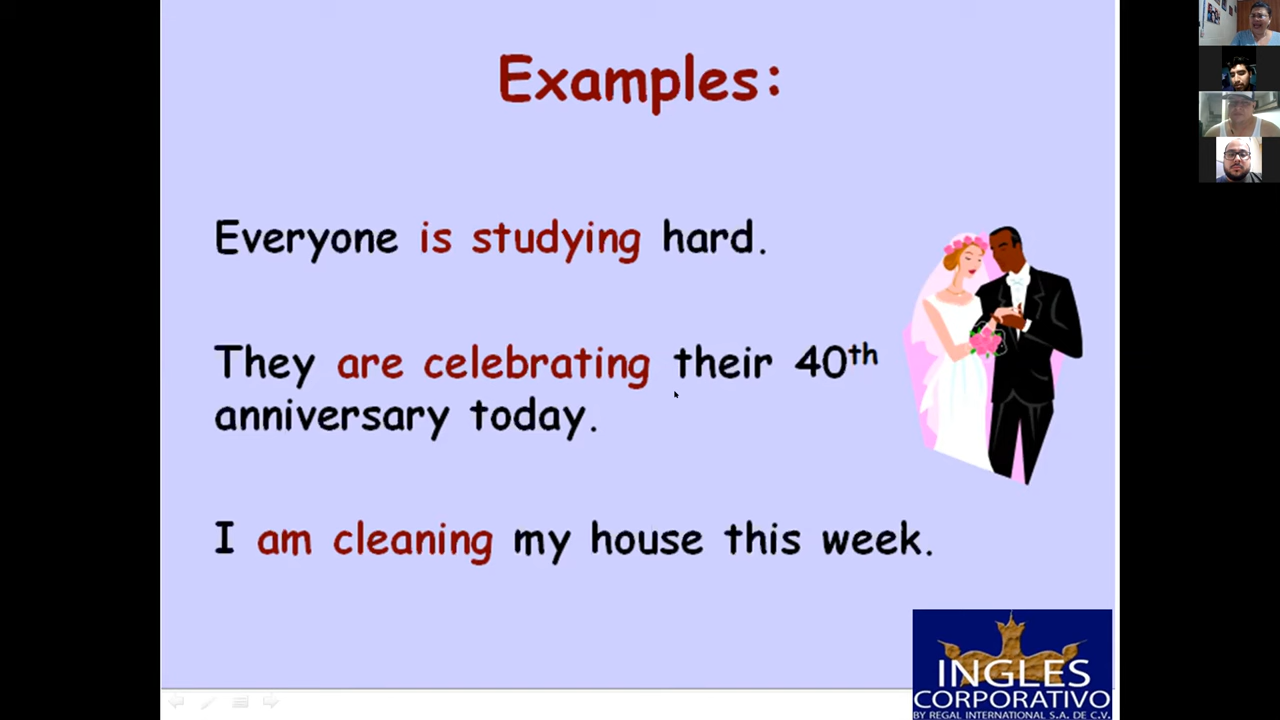 Examples:
Everyone is studying hard.
They are celebrating their 40th
anniversary today.
I am cleaning my house this week.
INGLES
CORPORATIVO
BY REGAL INTERNATIONAL S.A. DE C.V.